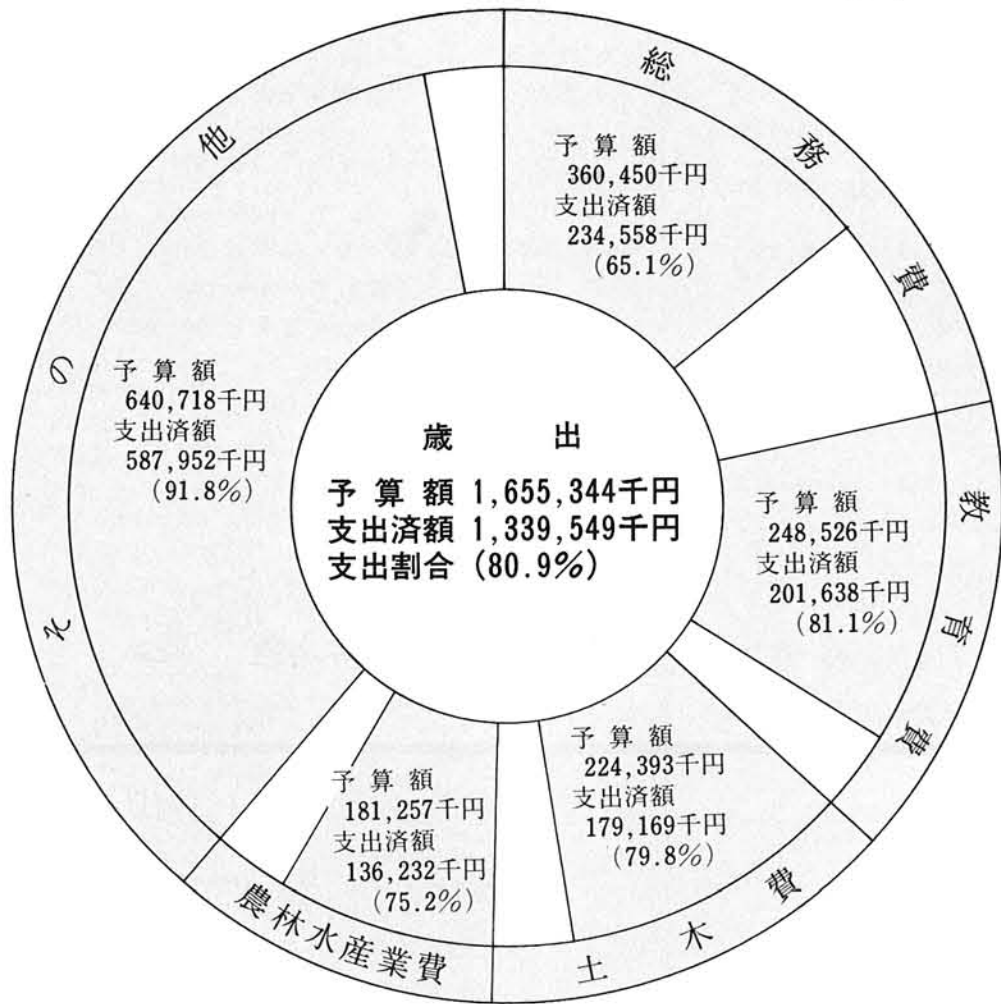 総務費
予算額
360,450千円
支出済額
234,558千円
(65.1%)
教育費
予算額
248,526千円
支出済額
201,638千円
(81.1%)
土木費
予算額
224,393千円
支出済額
179,169千円
(79.8%)
農林水産業費
予算額
181,257千円
支出済額
136,232千円
(75.2%)
その他
予算額
640,718千円
支出済額
587,952千円
(91.8%)
歳出
予算額 1,655,344千円
支出済額 1,339,549千円
支出割合 (80.9%)